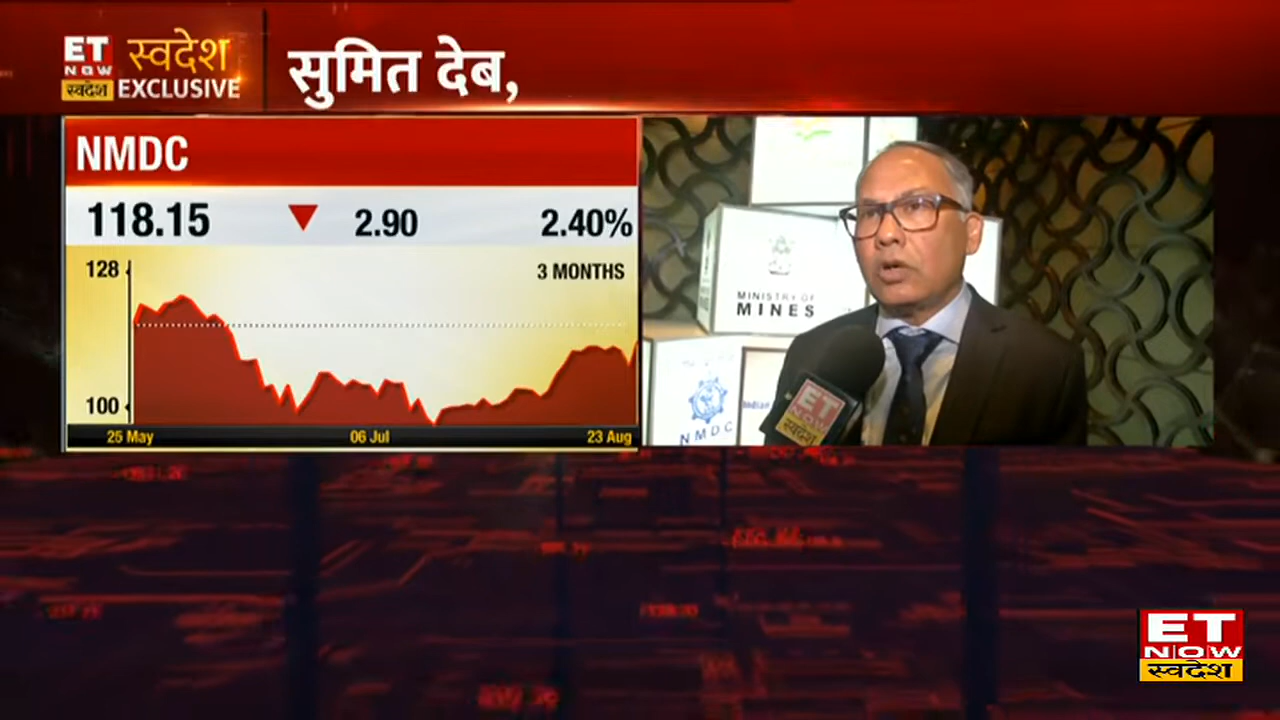 ET
NOW
स्वदेश
स्वदेश
EXCLUSIVE
सुमित देब,
NMDC
118.15 ▼ 2.90 2.40%
128
3 MONTHS
100
25 May 06 Jul 23 Aug
MINISTRY OF
MINES
NMDC
Indian
ET
NOW
स्वदेश
ET
NOW
स्वदेश